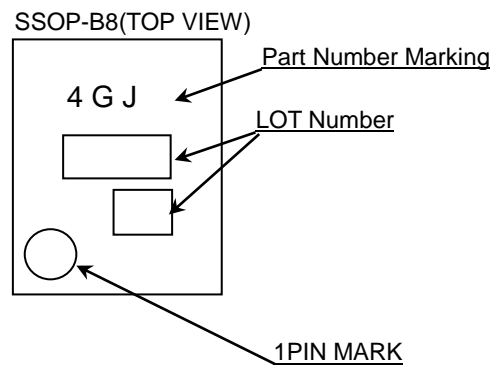 SSOP-B8(TOP VIEW)
Part Number Marking
4 G J
LOT Number
1PIN MARK